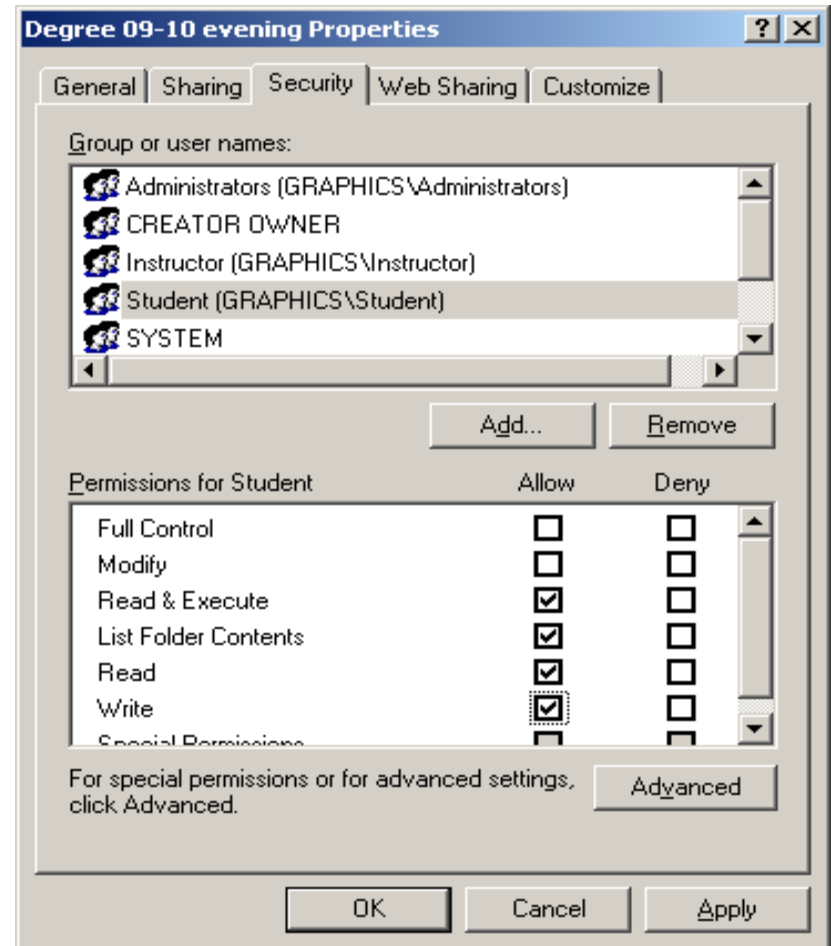 Degree 09-10 evening Properties
General Sharing Security Web Sharing Customize
Group or user names:
Administrators (GRAPHICS\Administrators)
CREATOR OWNER
Instructor (GRAPHICS\Instructor)
Student (GRAPHICS\Student)
SYSTEM
Add... Remove
Permissions for Student Allow Deny
Full Control
Modify
Read & Execute
List Folder Contents
Read
Write
Special Permissions
For special permissions or for advanced settings,
click Advanced.
Advanced
OK Cancel Apply